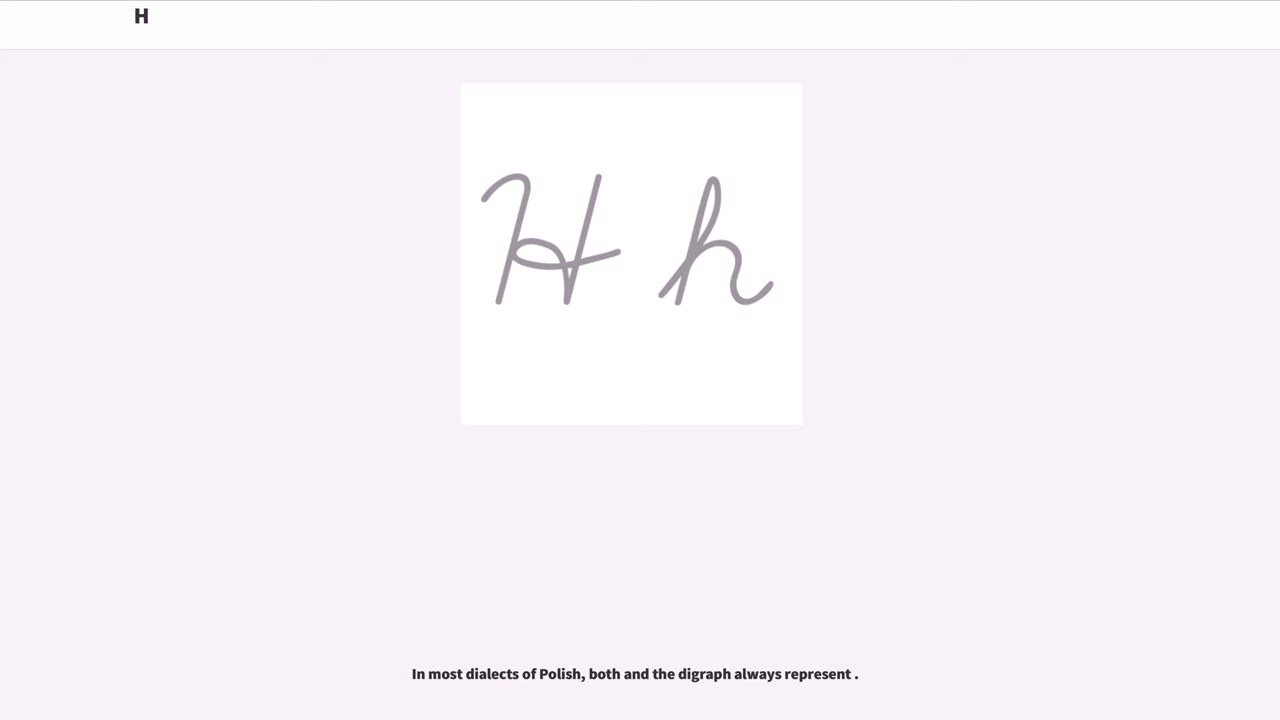 H
H h
In most dialects of Polish, both and the digraph always represent .